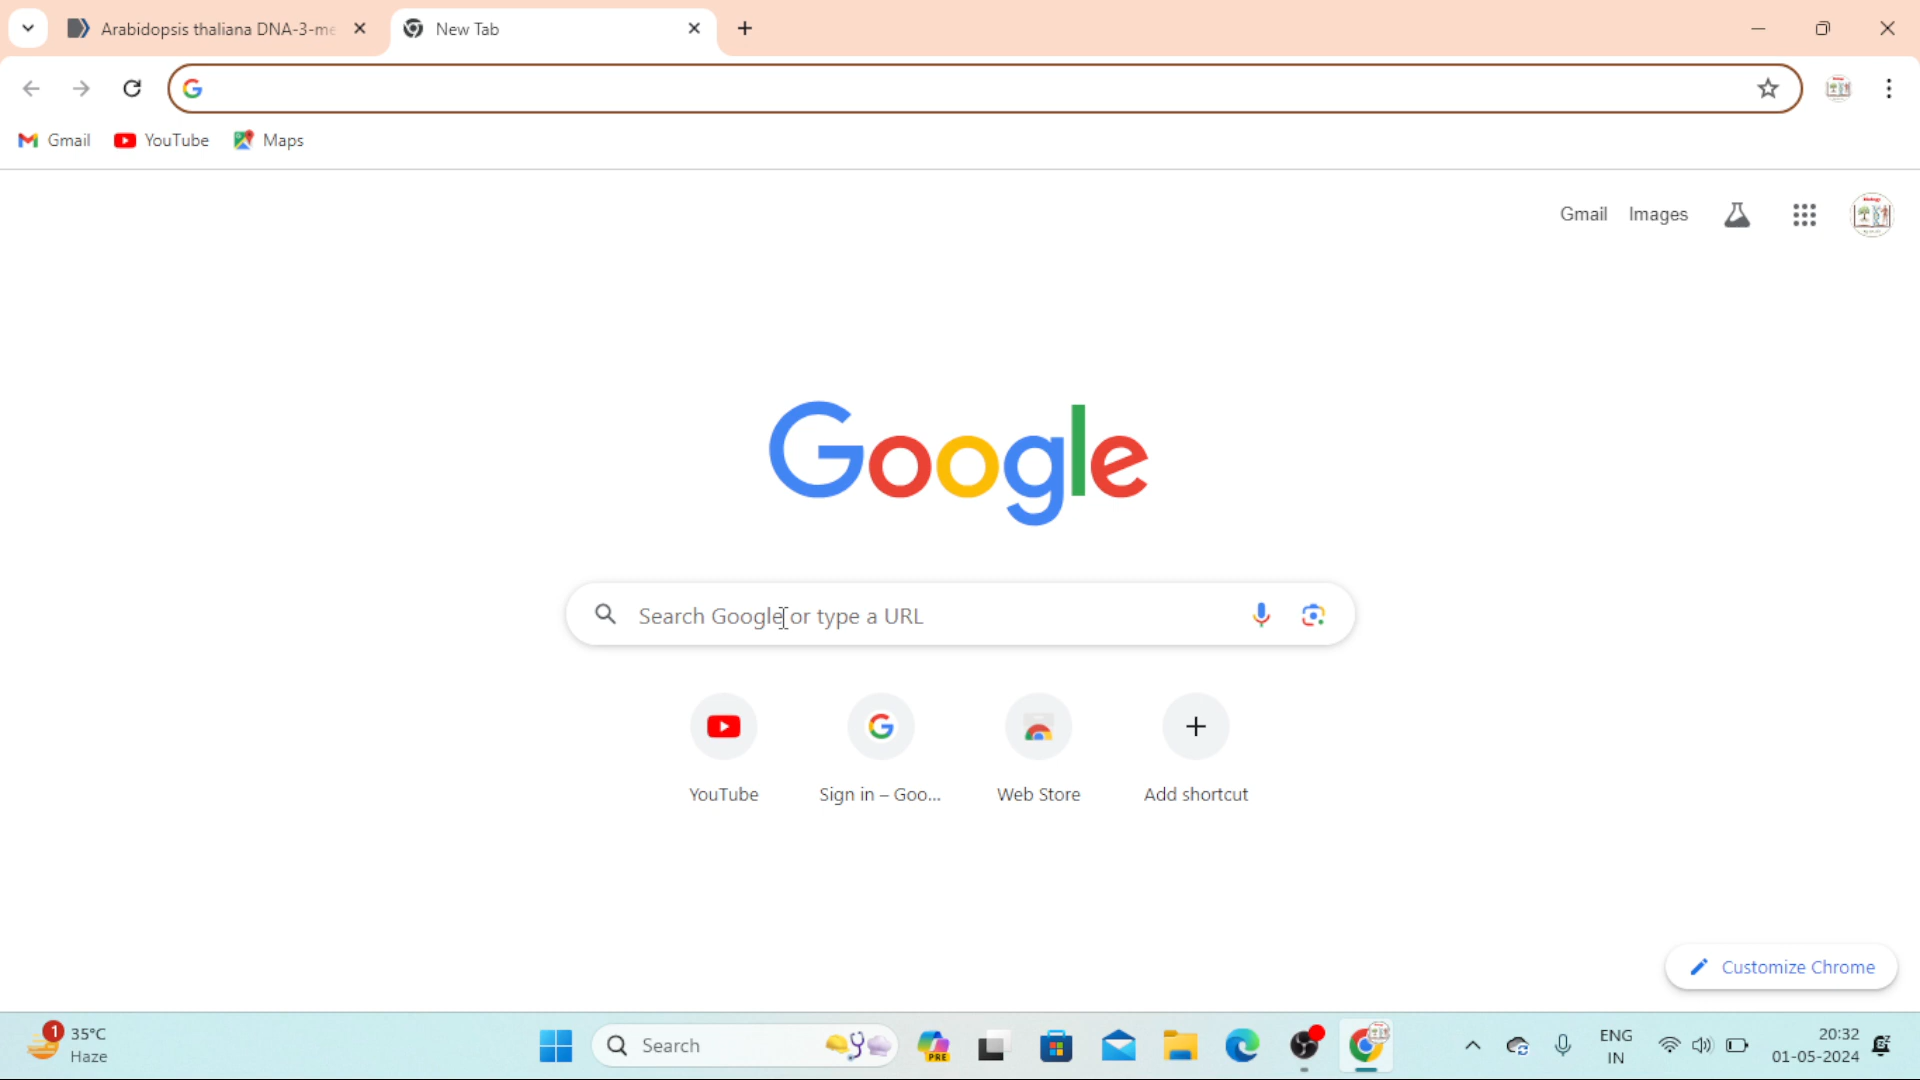 Arabidopsis thaliana DNA-3-me
New Tab
Gmail
YouTube
Maps
Gmail
Images
Google
Search Google or type a URL
YouTube
Sign in – Goo...
Web Store
Add shortcut
Customize Chrome
1
35°C
Haze
Search
PRE
ENG
IN
20:32
01-05-2024